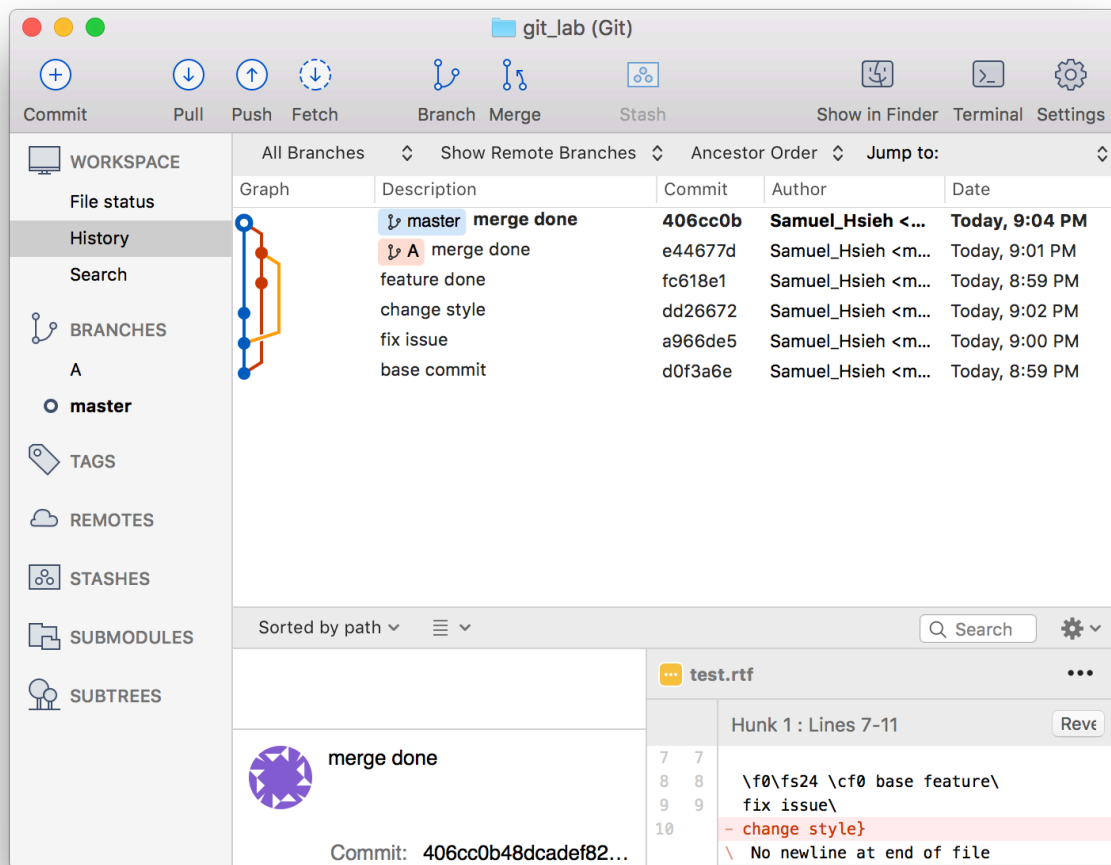 git_lab (Git)
Commit Pull Push Fetch Branch Merge Stash Show in Finder Terminal Settings
WORKSPACE
File status
History
Search
BRANCHES
A
master
TAGS
REMOTES
STASHES
SUBMODULES
SUBTREES
All Branches Show Remote Branches Ancestor Order Jump to:
Graph Description Commit Author Date
master merge done 406cc0b Samuel_Hsieh <... Today, 9:04 PM
A merge done e44677d Samuel_Hsieh <m... Today, 9:01 PM
feature done fc618e1 Samuel_Hsieh <m... Today, 8:59 PM
change style dd26672 Samuel_Hsieh <m... Today, 9:02 PM
fix issue a966de5 Samuel_Hsieh <m... Today, 9:00 PM
base commit d0f3a6e Samuel_Hsieh <m... Today, 8:59 PM
Sorted by path Search
merge done
Commit: 406cc0b48dcadef82...
test.rtf
Hunk 1 : Lines 7-11 Reve
7 7
8 8 \f0\fs24 \cf0 base feature\
9 9 fix issue\
10 - change style}
\ No newline at end of file